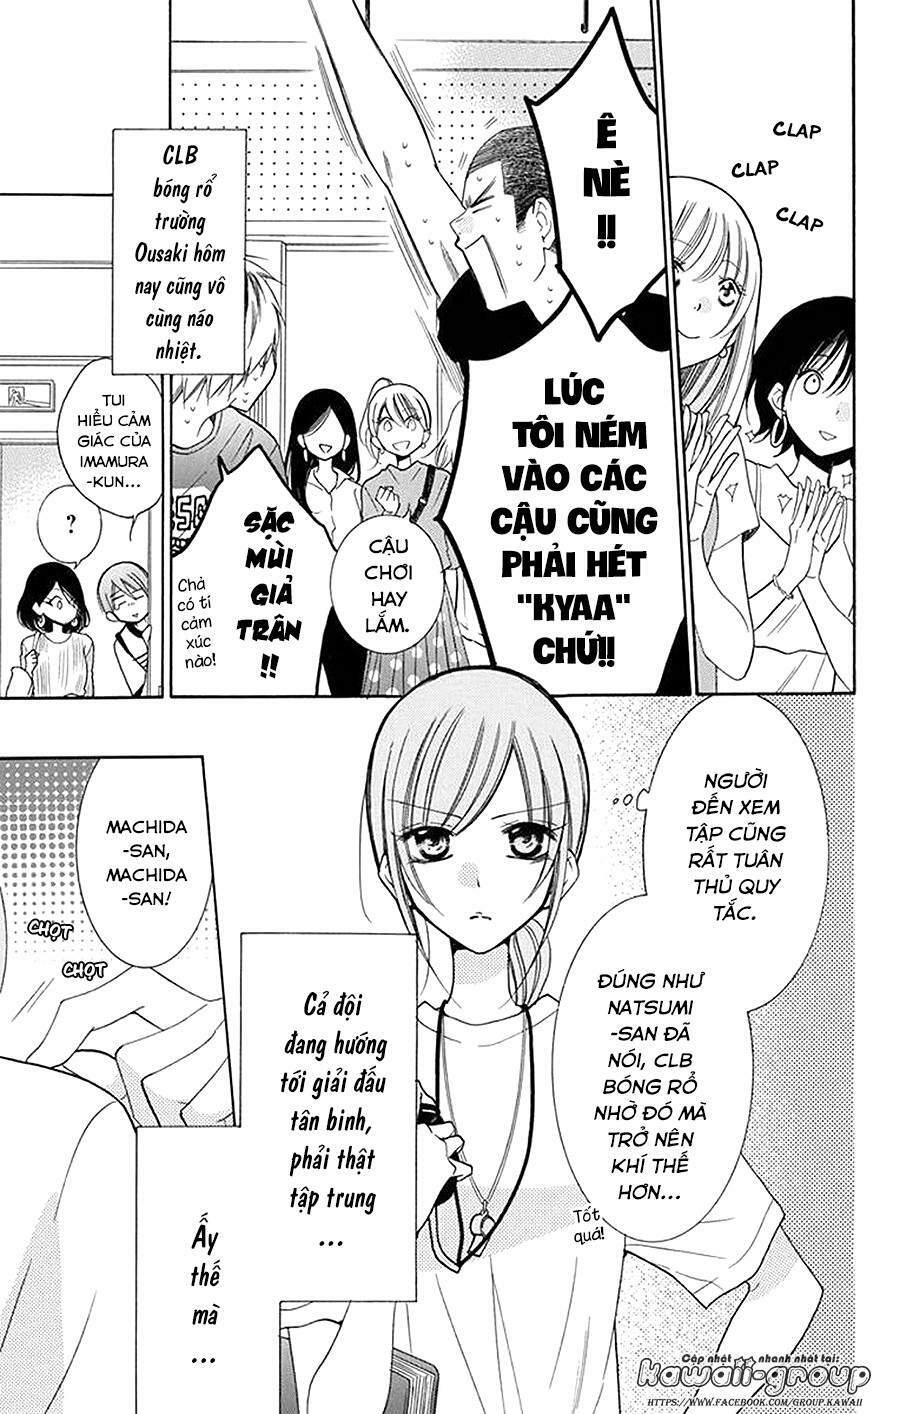 CLAP
CLAP
CLAP
Ê
NÈ
!!
LÚC
TÔI NÉM
VÀO CÁC
CẬU CŨNG
PHẢI HÉT
"KYAA"
CHỨ!!
CẬU
CHƠI
HAY
LẮM.
SẶC
MÙI
GIẢ
TRÂN
!!
Chả
có tí
cảm
xúc
nào!
CLB
bóng rổ
trường
Ousaki hôm
nay cũng vô
cùng náo
nhiệt.
TUI
HIỂU CẢM
GIÁC CỦA
IMAMURA
-KUN...
?
NGƯỜI
ĐẾN XEM
TẬP CŨNG
RẤT TUÂN
THỦ QUY
TẮC.
ĐÚNG NHƯ
NATSUMI
-SAN ĐÃ
NÓI, CLB
BÓNG RỔ
NHỜ ĐÓ MÀ
TRỞ NÊN
KHÍ THẾ
HƠN...
Tốt
quá!
Cả đội
đang hướng
tới giải đấu
tân binh,
phải thật
tập trung
...
MACHIDA
-SAN,
MACHIDA
-SAN!
CHỌT
CHỌT
Ấy
thế
mà
...
Cập nhật nhanh nhất tại:
kawaii-group
HTTPS://WWW.FACEBOOK.COM/GROUP.KAWAII